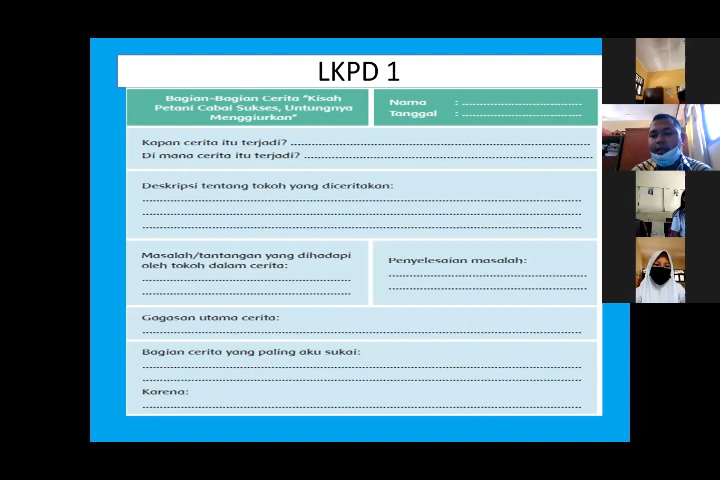 LKPD 1
Bagian-Bagian Cerita "Kisah
Petani Cabai Sukses, Untungnya
Menggiurkan"
Nama :
Tanggal :
Kapan cerita itu terjadi?
Di mana cerita itu terjadi?
Deskripsi tentang tokoh yang diceritakan:
Masalah/tantangan yang dihadapi
oleh tokoh dalam cerita:
Penyelesaian masalah:
Gagasan utama cerita:
Bagian cerita yang paling aku sukai:
Karena: